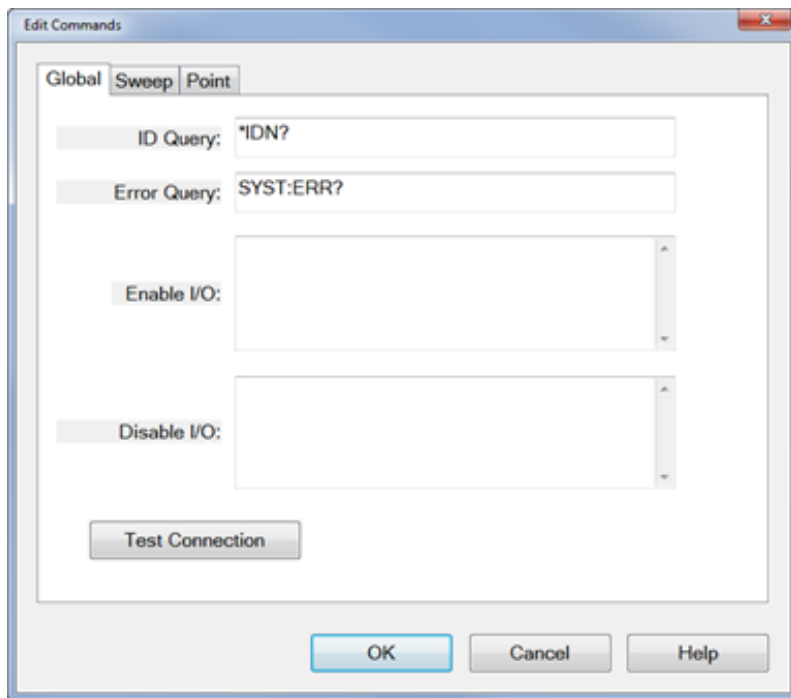 Edit Commands
Global Sweep Point
ID Query: *IDN?
Error Query: SYST:ERR?
Enable I/O:
Disable I/O:
Test Connection
OK Cancel Help